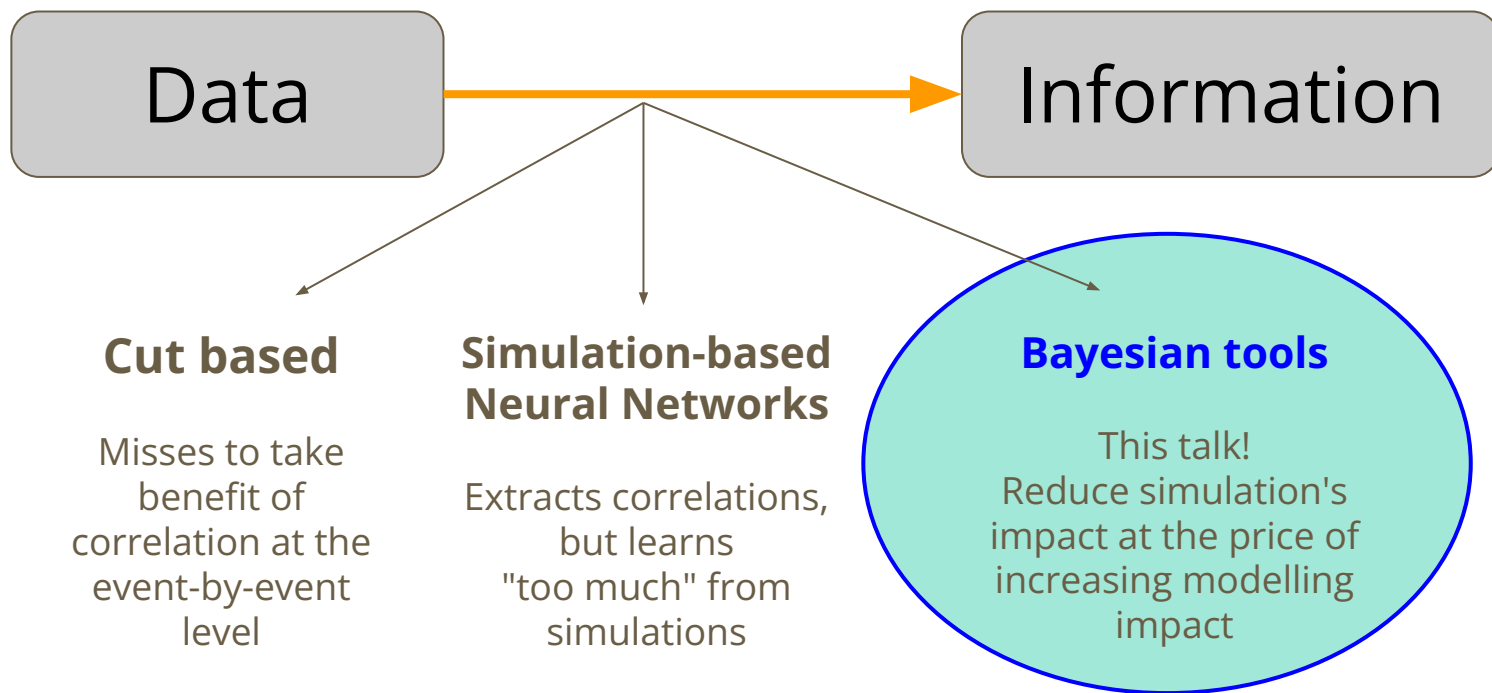 Data
Information
Cut based
Misses to take
benefit of
correlation at the
event-by-event
level
Simulation-based
Neural Networks
Extracts correlations,
but learns
"too much" from
simulations
Bayesian tools
This talk!
Reduce simulation's
impact at the price of
increasing modelling
impact